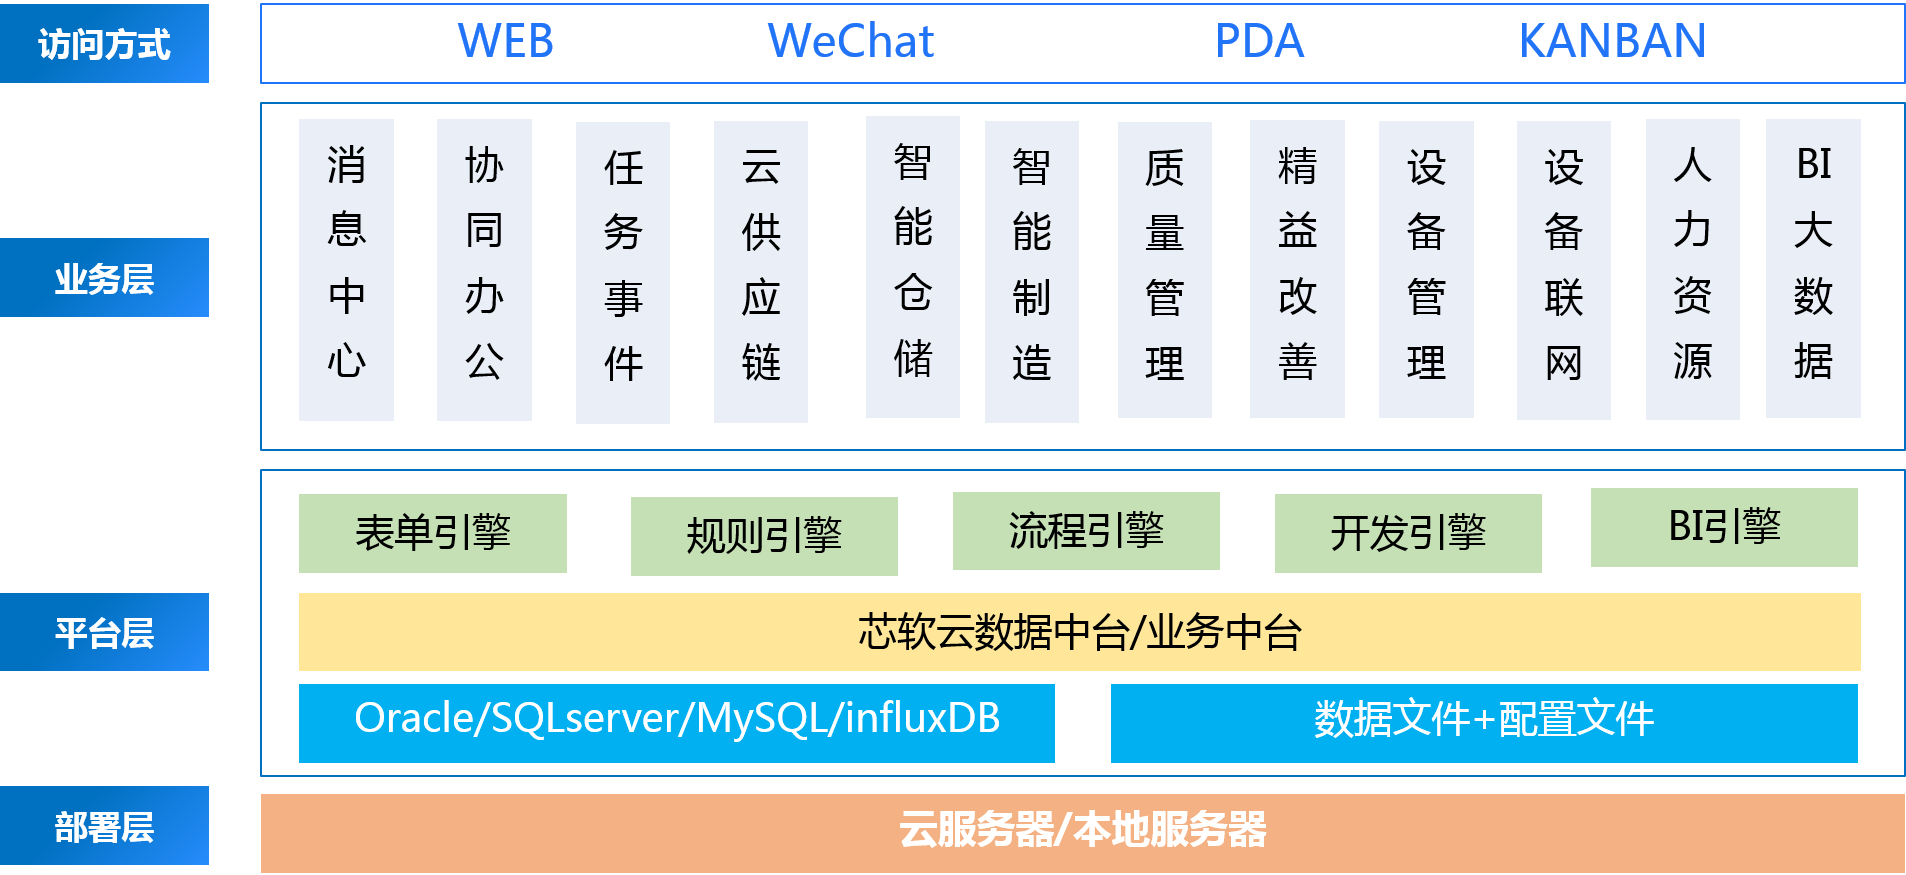 访问方式
WEB
WeChat
PDA
KANBAN
业务层
消息中心
协同办公
任务事件
云供应链
智能仓储
智能制造
质量管理
精益改善
设备管理
设备联网
人力资源
BI大数据
平台层
表单引擎
规则引擎
流程引擎
开发引擎
BI引擎
芯软云数据中台/业务中台
Oracle/SQLserver/MySQL/influxDB
数据文件+配置文件
部署层
云服务器/本地服务器